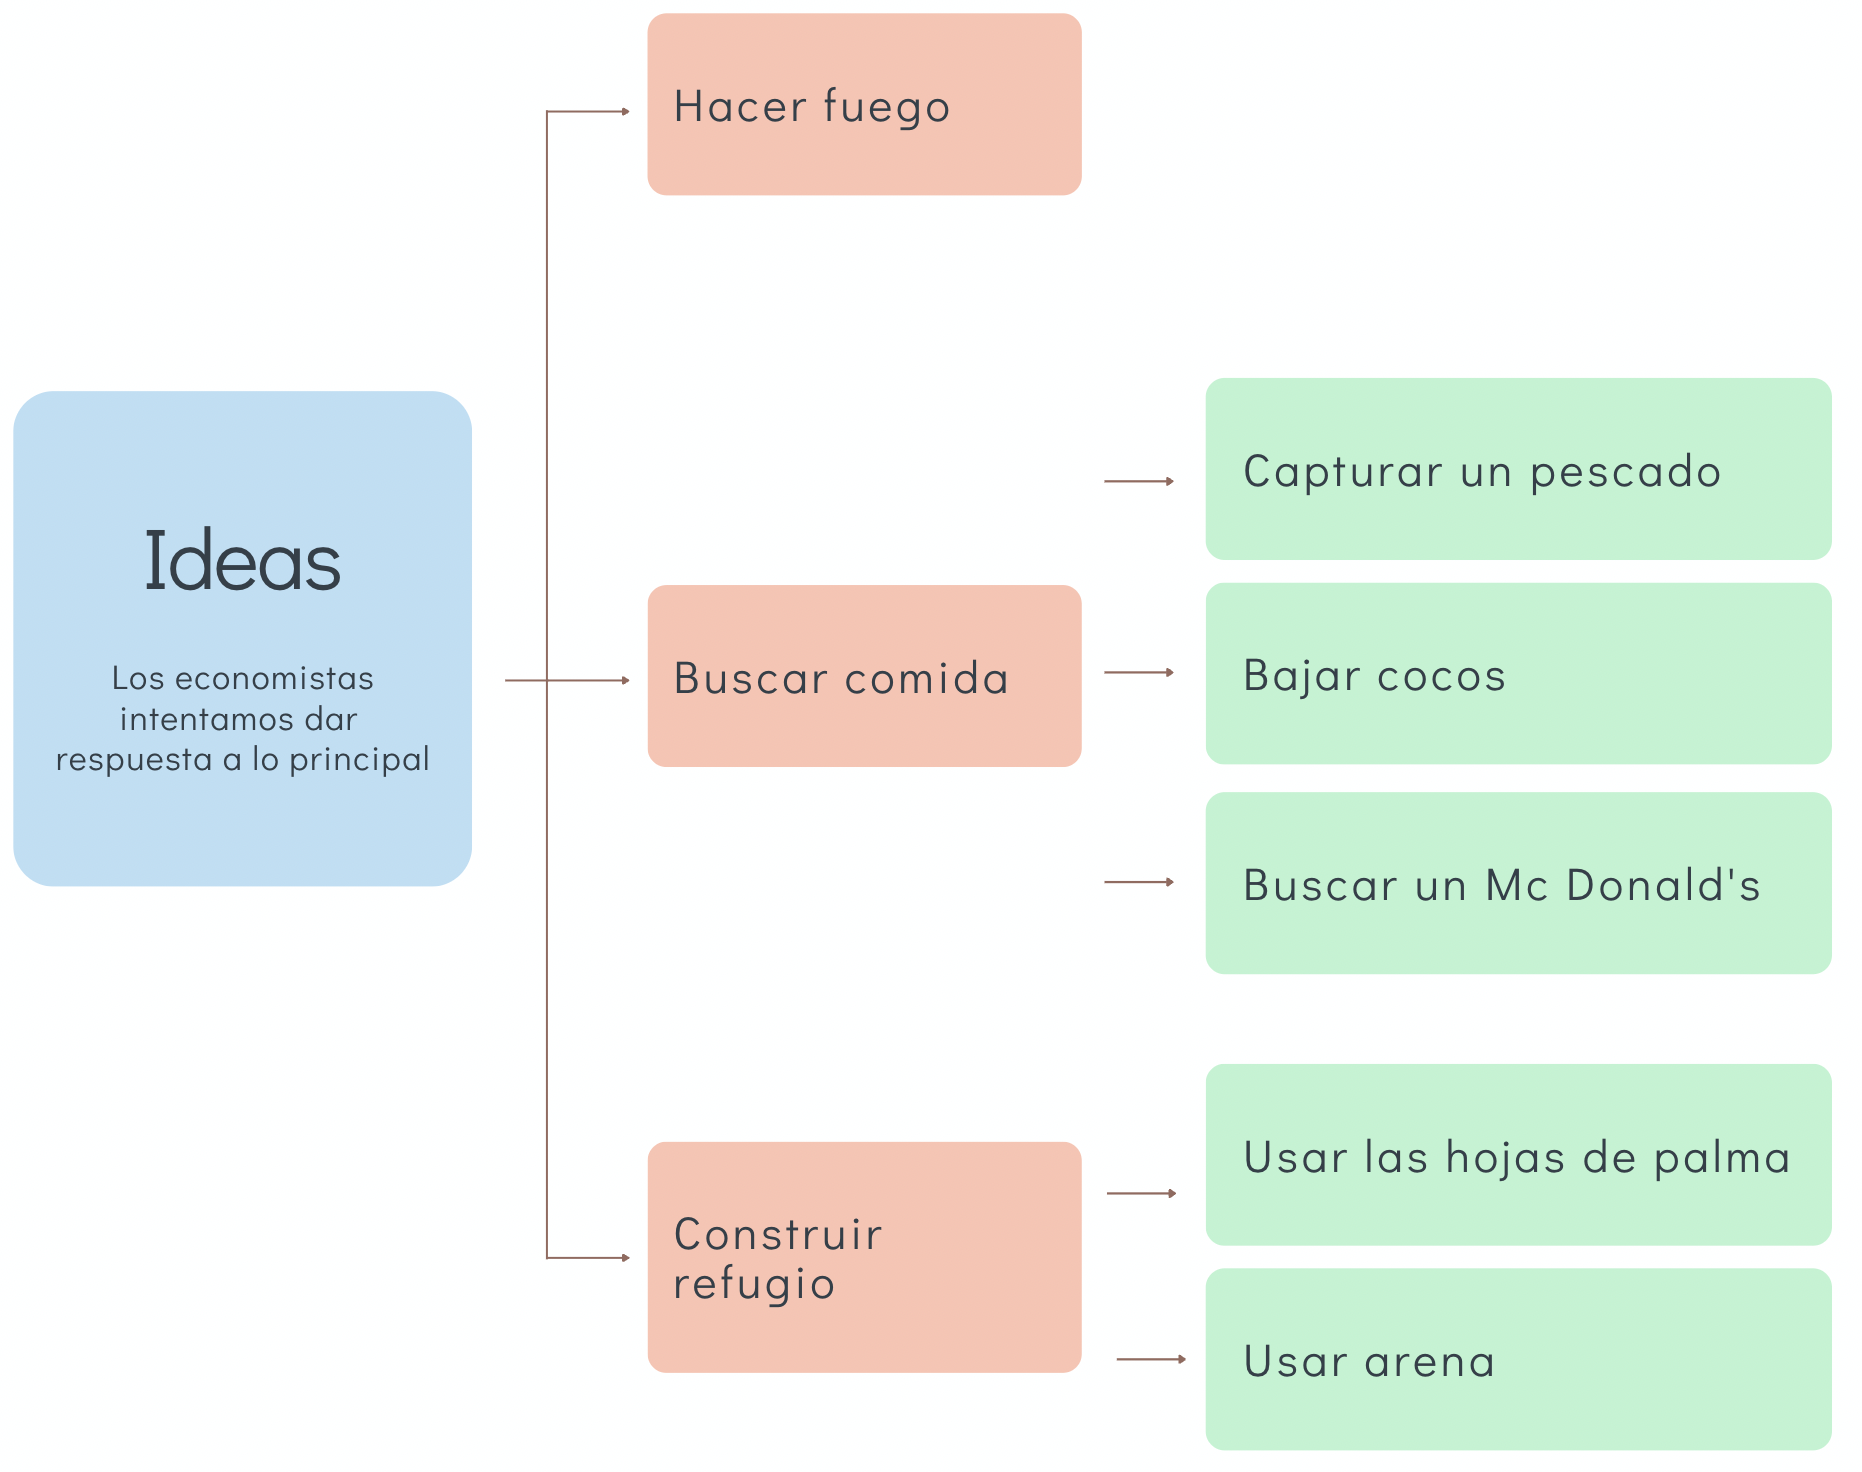 Ideas
Los economistas
intentamos dar
respuesta a lo principal
Hacer fuego
Buscar comida
Capturar un pescado
Bajar cocos
Buscar un Mc Donald's
Construir
refugio
Usar las hojas de palma
Usar arena